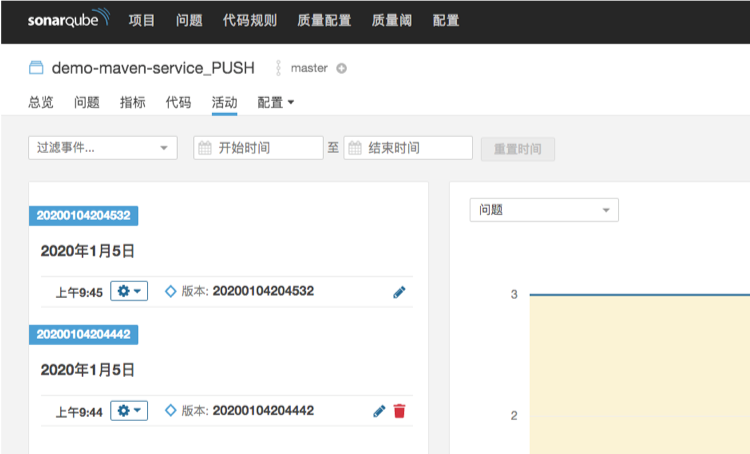 sonarqube 项目 问题 代码规则 质量配置 质量阈 配置
demo-maven-service_PUSH master
总览 问题 指标 代码 活动 配置
过滤事件... 开始时间 至 结束时间 重置时间
20200104204532
2020年1月5日
上午9:45 版本: 20200104204532
20200104204442
2020年1月5日
上午9:44 版本: 20200104204442
问题
3
2